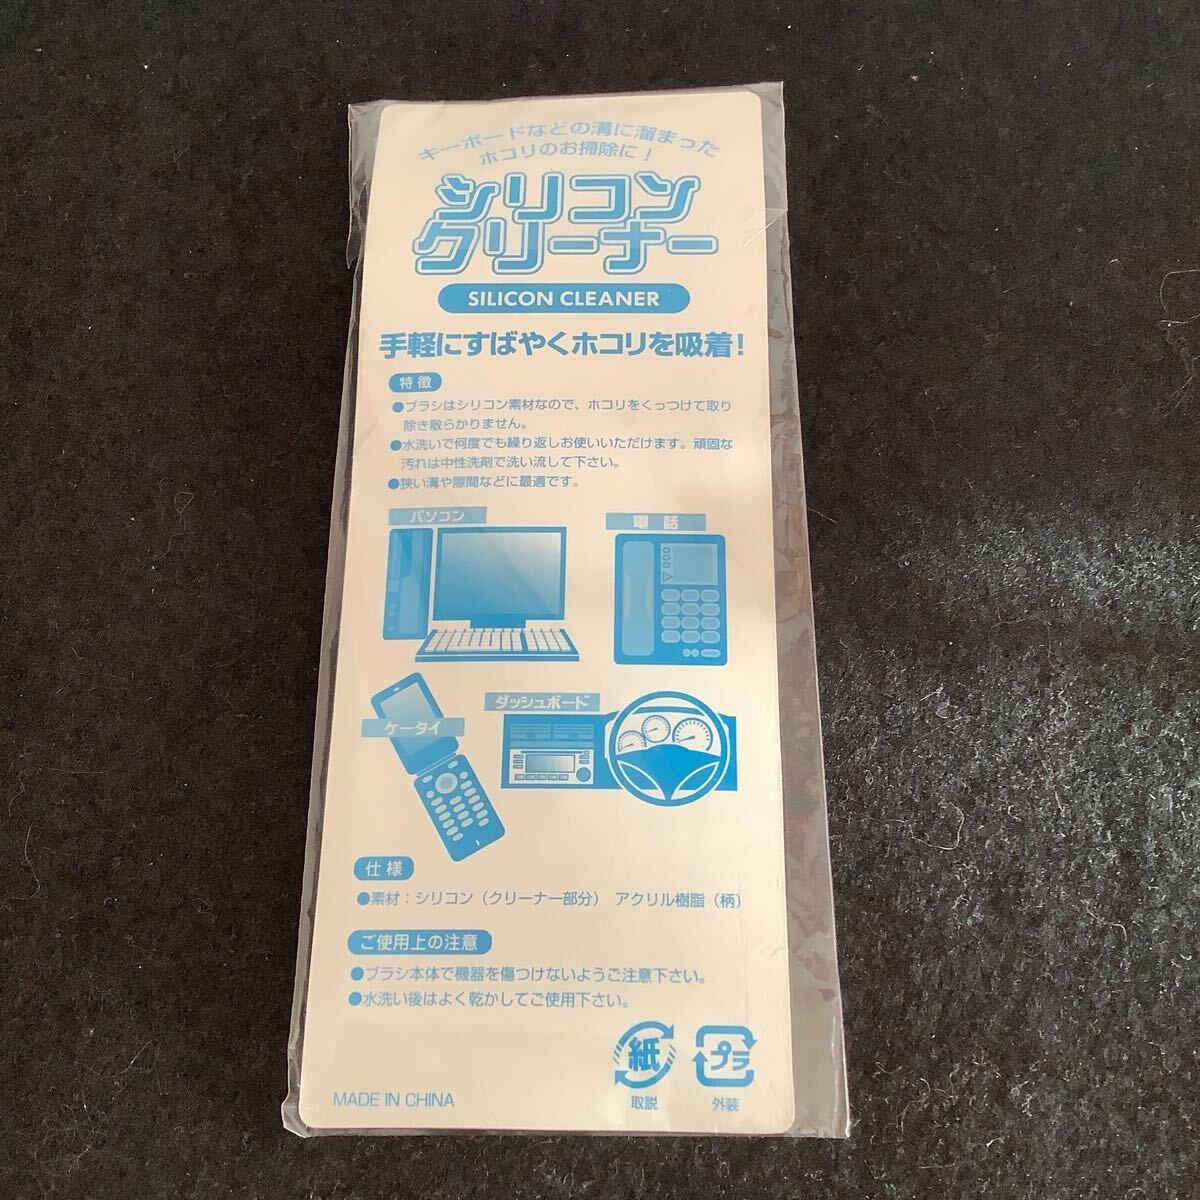 キーボードなどの溝に溜まった
ホコリのお掃除に！
シリコン
クリーナー
SILICON CLEANER
手軽にすばやくホコリを吸着！
特徴
●ブラシはシリコン素材なので、ホコリをくっつけて取り
除き散らかりません。
●水洗いで何度でも繰り返しお使いいただけます。頑固な
汚れは中性洗剤で洗い流して下さい。
●狭い溝や隙間などに最適です。
パソコン
電話
ケータイ
ダッシュボード
仕様
●素材：シリコン（クリーナー部分） アクリル樹脂（柄）
ご使用上の注意
●ブラシ本体で機器を傷つけないようご注意下さい。
●水洗い後はよく乾かしてご使用下さい。
紙
プラ
取説
外装
MADE IN CHINA